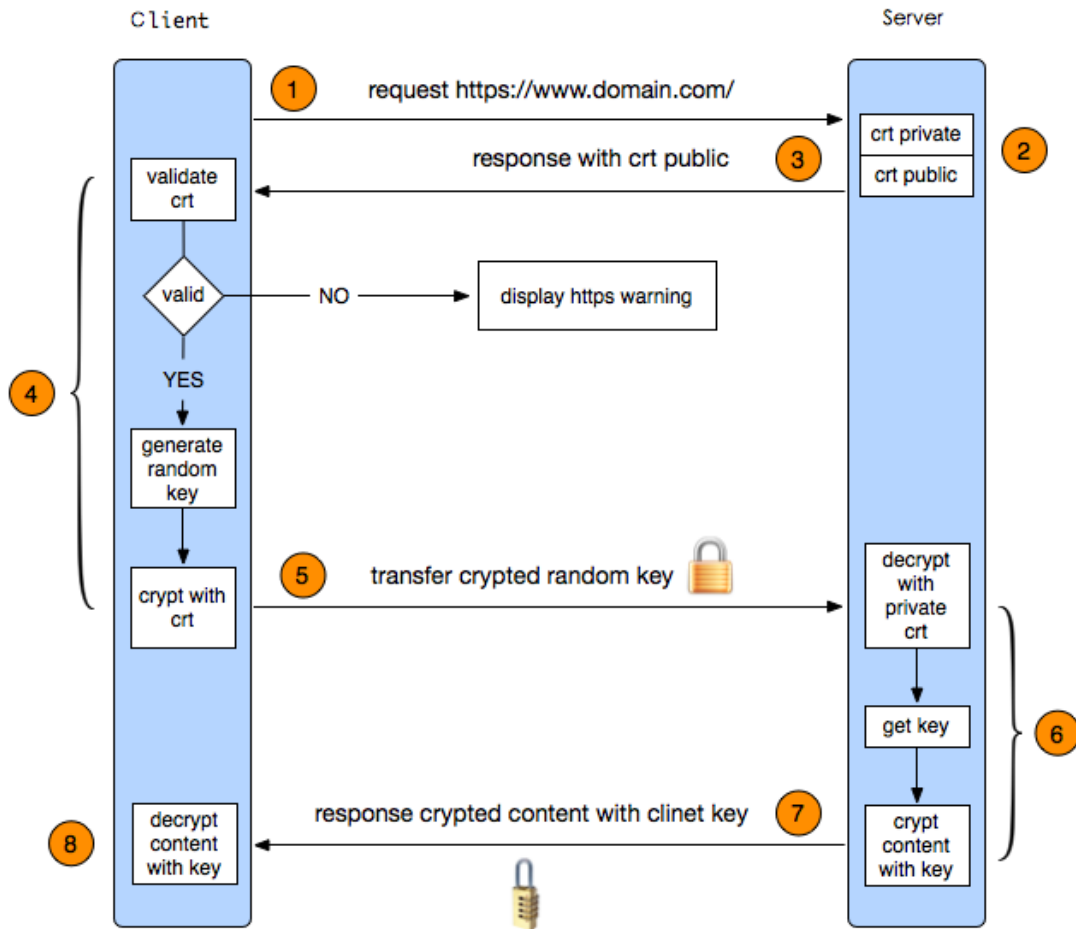 Client
Server
1
request https://www.domain.com/
crt private
2
response with crt public
3
crt public
validate
crt
valid
NO
display https warning
YES
4
generate
random
key
crypt with
crt
5
transfer crypted random key
decrypt
with
private
crt
get key
6
response crypted content with clinet key
7
crypt
content
with key
8
decrypt
content
with key